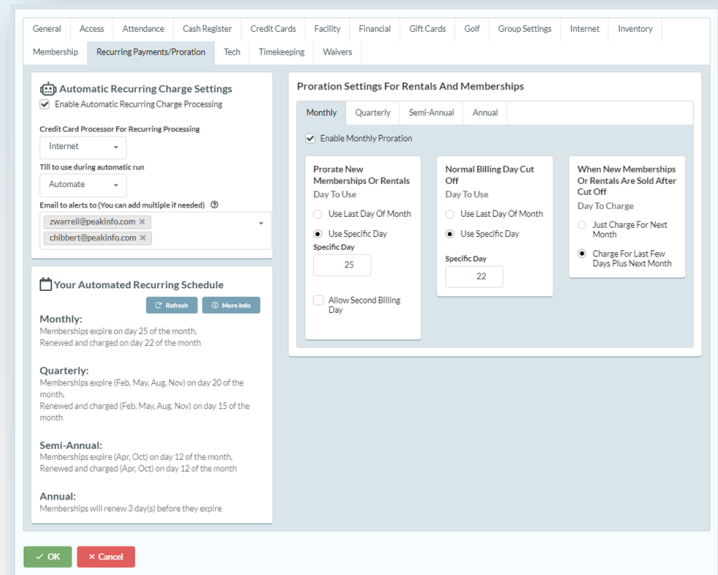 General Access Attendance Cash Register Credit Cards Facility Financial Gift Cards Golf Group Settings Internet Inventory
Membership Recurring Payments/Proration Tech Timekeeping Waivers
Automatic Recurring Charge Settings
Enable Automatic Recurring Charge Processing
Credit Card Processor For Recurring Processing
Internet
Till to use during automatic run
Automate
Email to alerts to (You can add multiple if needed)
zwarrell@peakinfo.com ×
chibbert@peakinfo.com ×
Your Automated Recurring Schedule
Refresh More Info
Monthly:
Memberships expire on day 25 of the month,
Renewed and charged on day 22 of the month
Quarterly:
Memberships expire (Feb, May, Aug, Nov) on day 20 of the
month,
Renewed and charged (Feb, May, Aug, Nov) on day 15 of the
month
Semi-Annual:
Memberships expire (Apr, Oct) on day 12 of the month,
Renewed and charged (Apr, Oct) on day 12 of the month
Annual:
Memberships will renew 3 day(s) before they expire
Proration Settings For Rentals And Memberships
Monthly Quarterly Semi-Annual Annual
Enable Monthly Proration
Prorate New
Memberships Or Rentals
Day To Use
Use Last Day Of Month
Use Specific Day
Specific Day
25
Allow Second Billing
Day
Normal Billing Day Cut
Off
Day To Use
Use Last Day Of Month
Use Specific Day
Specific Day
22
When New Memberships
Or Rentals Are Sold After
Cut Off
Day To Charge
Just Charge For Next
Month
Charge For Last Few
Days Plus Next Month
OK × Cancel